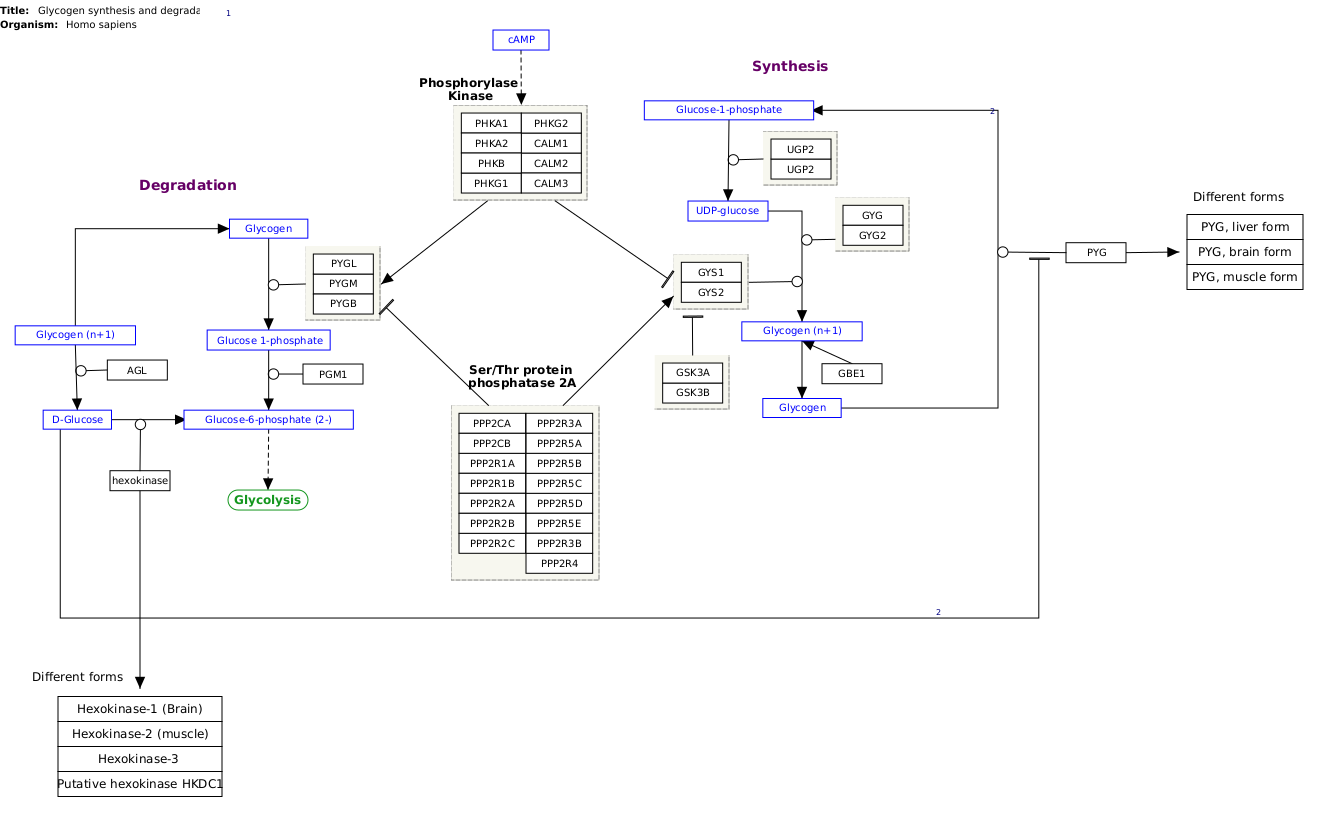 Title: Glycogen synthesis and degrada
1
Organism: Homo sapiens
cAMP
Phosphorylase
Kinase
PHKA1 PHKG2
PHKA2 CALM1
PHKB CALM2
PHKG1 CALM3
Synthesis
Glucose-1-phosphate
2
UGP2
UGP2
UDP-glucose
GYG
GYG2
GYS1
GYS2
Glycogen (n+1)
GBE1
GSK3A
GSK3B
Glycogen
Different forms
PYG, liver form
PYG, brain form
PYG, muscle form
PYG
Degradation
Glycogen
PYGL
PYGM
PYGB
Glycogen (n+1)
Glucose 1-phosphate
AGL
PGM1
D-Glucose
Glucose-6-phosphate (2-)
hexokinase
Glycolysis
Ser/Thr protein
phosphatase 2A
PPP2CA PPP2R3A
PPP2CB PPP2R5A
PPP2R1A PPP2R5B
PPP2R1B PPP2R5C
PPP2R2A PPP2R5D
PPP2R2B PPP2R5E
PPP2R2C PPP2R3B
PPP2R4
2
Different forms
Hexokinase-1 (Brain)
Hexokinase-2 (muscle)
Hexokinase-3
Putative hexokinase HKDC1